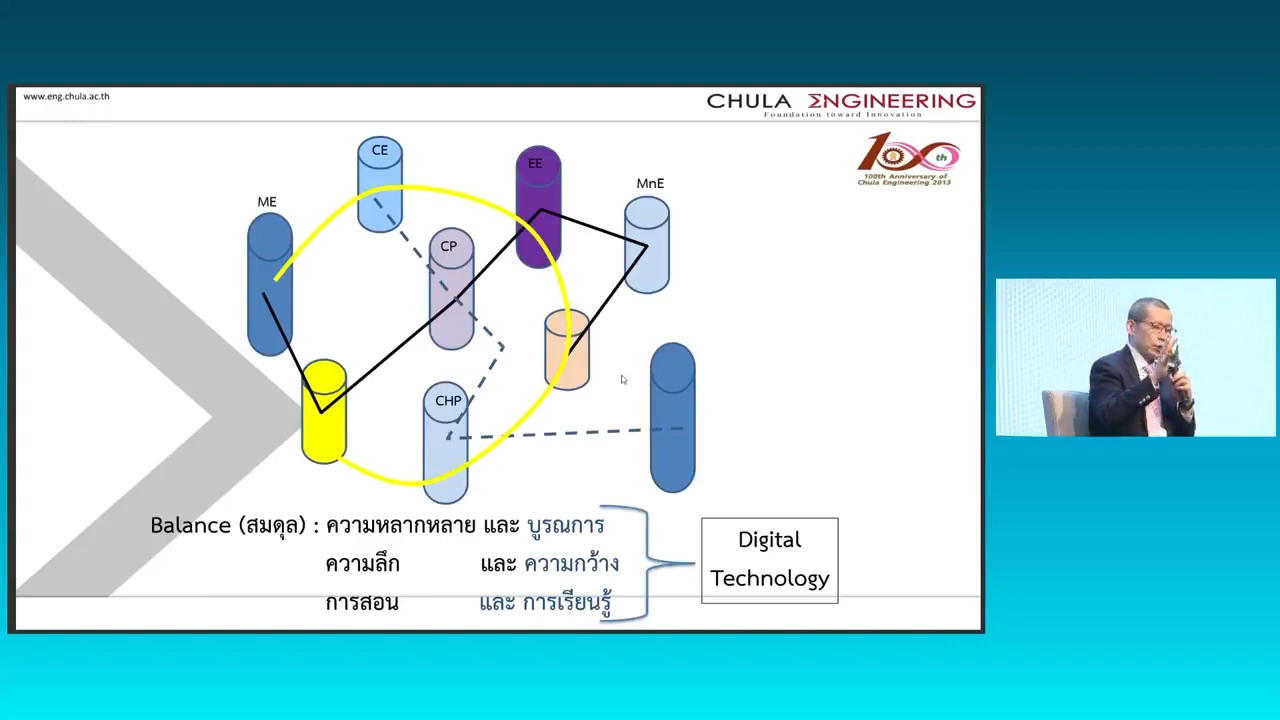 www.eng.chula.ac.th
CHULA ΣNGINEERING
Foundation toward Innovation
100th
100th Anniversary of
Chula Engineering 2013
CE
EE
MnE
ME
CP
CHP
Balance (สมดุล) : ความหลากหลาย และ บูรณการ
ความลึก และ ความกว้าง
การสอน และ การเรียนรู้
Digital
Technology